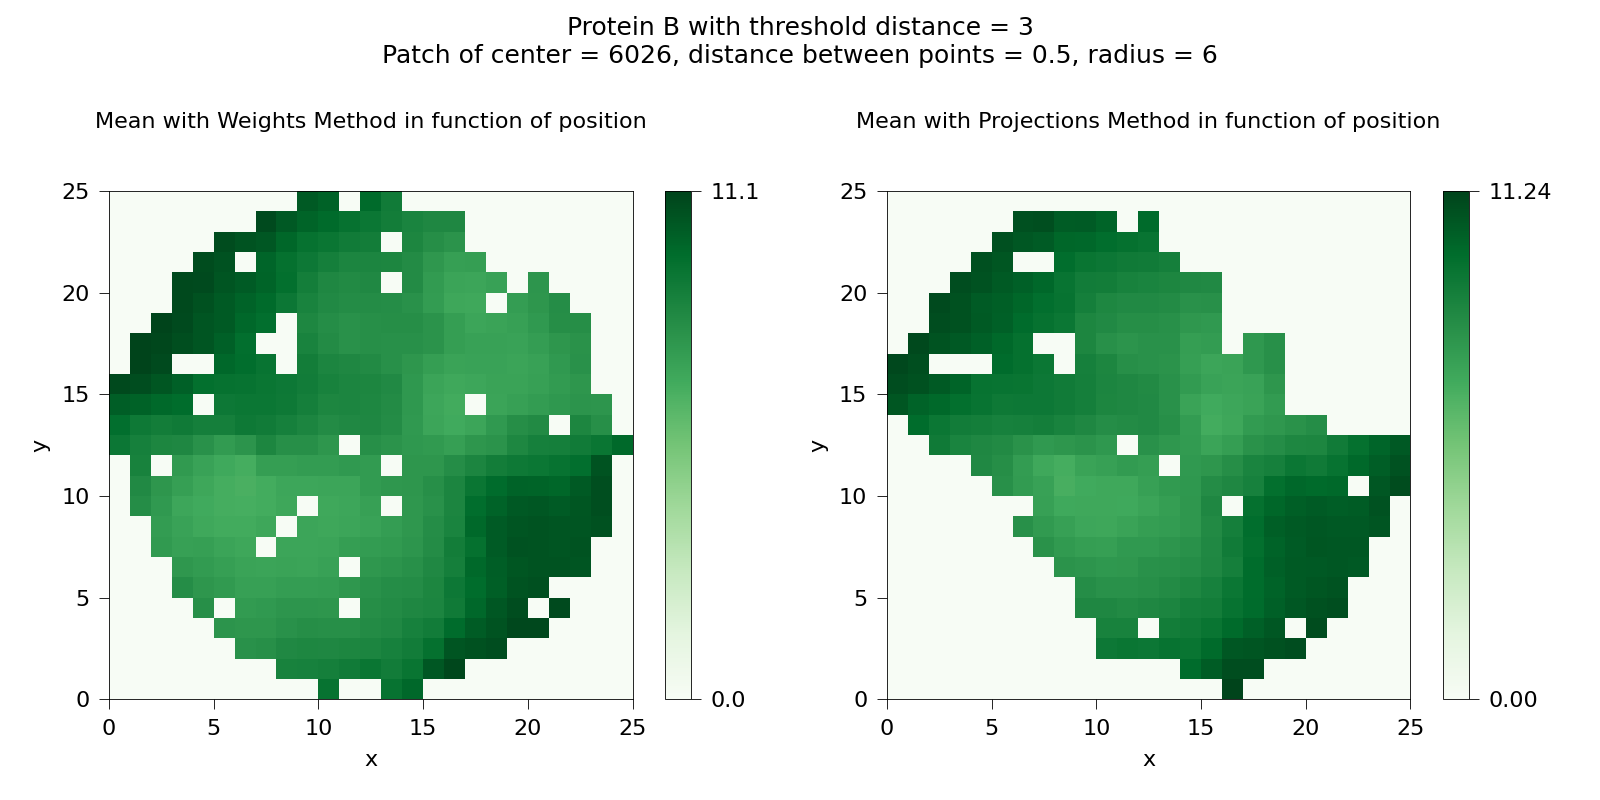 Protein B with threshold distance = 3
Patch of center = 6026, distance between points = 0.5, radius = 6
Mean with Weights Method in function of position
25
20
15
10
5
0
y
0 5 10 15 20 25
x
11.1
0.0
Mean with Projections Method in function of position
25
20
15
10
5
0
y
0 5 10 15 20 25
x
11.24
0.00